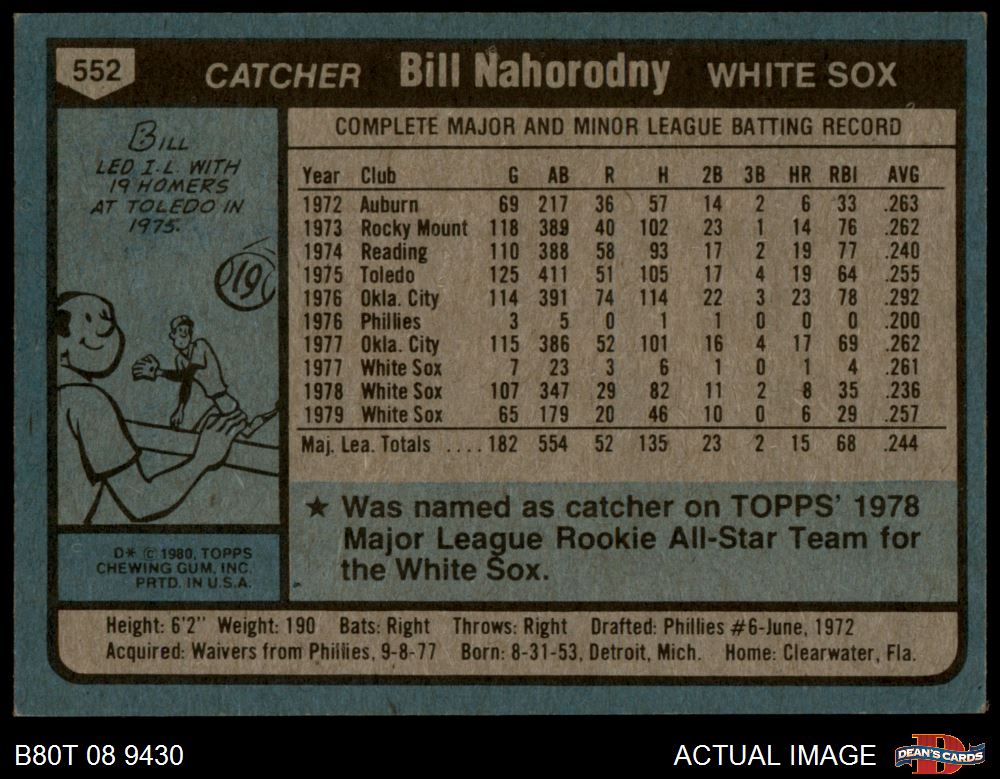 552 CATCHER Bill Nahorodny WHITE SOX
BILL
LED I.L. WITH
19 HOMERS
AT TOLEDO IN
1975.
19
COMPLETE MAJOR AND MINOR LEAGUE BATTING RECORD
Year Club G AB R H 2B 3B HR RBI AVG
1972 Auburn 69 217 36 57 14 2 6 33 .263
1973 Rocky Mount 118 389 40 102 23 1 14 76 .262
1974 Reading 110 388 58 93 17 2 19 77 .240
1975 Toledo 125 411 51 105 17 4 19 64 .255
1976 Okla. City 114 391 74 114 22 3 23 78 .292
1976 Phillies 3 5 0 1 1 0 0 0 .200
1977 Okla. City 115 386 52 101 16 4 17 69 .262
1977 White Sox 7 23 3 6 1 0 1 4 .261
1978 White Sox 107 347 29 82 11 2 8 35 .236
1979 White Sox 65 179 20 46 10 0 6 29 .257
Maj. Lea. Totals ....182 554 52 135 23 2 15 68 .244
★ Was named as catcher on TOPPS' 1978
Major League Rookie All-Star Team for
the White Sox.
D* © 1980, TOPPS
CHEWING GUM, INC.
PRTD. IN U.S.A.
Height: 6'2" Weight: 190 Bats: Right Throws: Right Drafted: Phillies #6-June, 1972
Acquired: Waivers from Phillies, 9-8-77 Born: 8-31-53, Detroit, Mich. Home: Clearwater, Fla.
B80T 08 9430 ACTUAL IMAGE DEAN'S CARDS